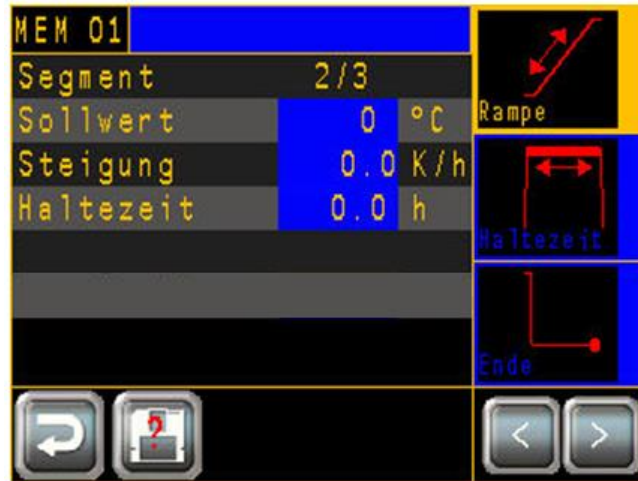 MEM 01
Segment 2/3
Sollwert 0 °C
Steigung 0.0 K/h
Haltezeit 0.0 h
Rampe
Haltezeit
Ende
?
< >